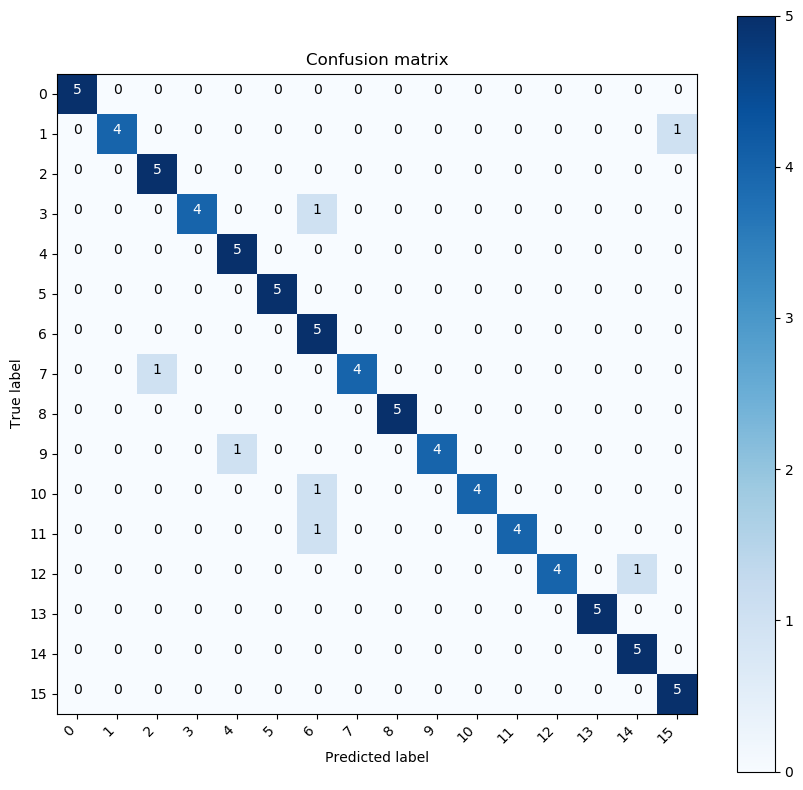 Confusion matrix
0 5 0 0 0 0 0 0 0 0 0 0 0 0 0 0 0
1 0 4 0 0 0 0 0 0 0 0 0 0 0 0 0 1
2 0 0 5 0 0 0 0 0 0 0 0 0 0 0 0 0
3 0 0 0 4 0 0 1 0 0 0 0 0 0 0 0 0
4 0 0 0 0 5 0 0 0 0 0 0 0 0 0 0 0
5 0 0 0 0 0 5 0 0 0 0 0 0 0 0 0 0
6 0 0 0 0 0 0 5 0 0 0 0 0 0 0 0 0
7 0 0 1 0 0 0 0 4 0 0 0 0 0 0 0 0
8 0 0 0 0 0 0 0 0 5 0 0 0 0 0 0 0
9 0 0 0 0 1 0 0 0 0 4 0 0 0 0 0 0
10 0 0 0 0 0 0 1 0 0 0 4 0 0 0 0 0
11 0 0 0 0 0 0 1 0 0 0 0 4 0 0 0 0
12 0 0 0 0 0 0 0 0 0 0 0 0 4 0 1 0
13 0 0 0 0 0 0 0 0 0 0 0 0 0 5 0 0
14 0 0 0 0 0 0 0 0 0 0 0 0 0 0 5 0
15 0 0 0 0 0 0 0 0 0 0 0 0 0 0 0 5
0 1 2 3 4 5 6 7 8 9 10 11 12 13 14 15
True label
Predicted label
5
4
3
2
1
0